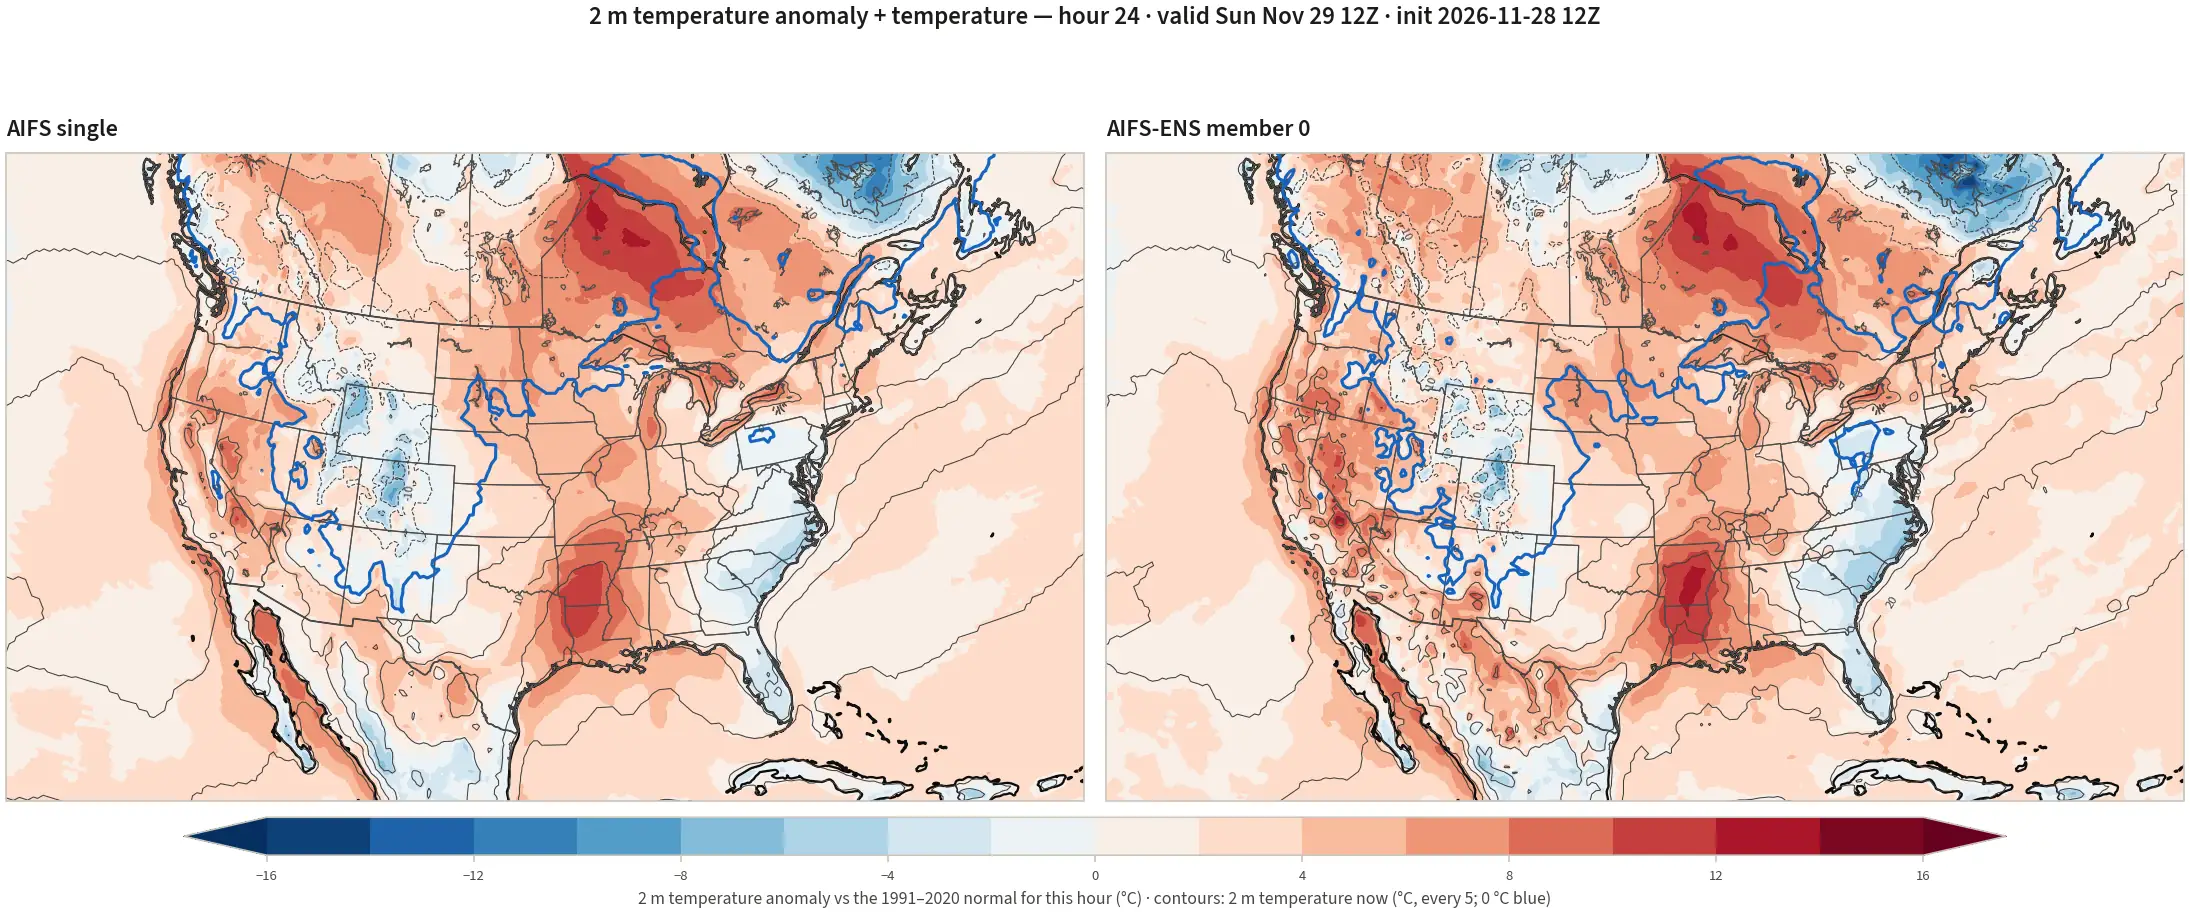 2 m temperature anomaly + temperature — hour 24 · valid Sun Nov 29 12Z · init 2026-11-28 12Z
AIFS single
AIFS-ENS member 0
−16 −12 −8 −4 0 4 8 12 16
2 m temperature anomaly vs the 1991–2020 normal for this hour (°C) · contours: 2 m temperature now (°C, every 5; 0 °C blue)